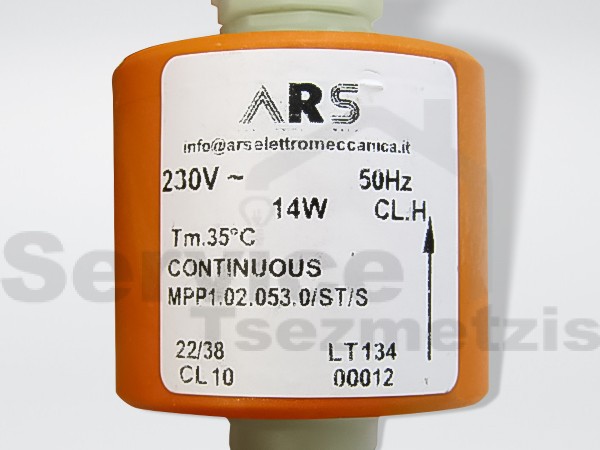 ARS
info@arselettromeccanica.it
230V ~ 50Hz
14W CL.H
Tm.35°C
CONTINUOUS
MPP1.02.053.0/ST/S
Service
Tsezmetzis
22/38 LT134
CL10 00012